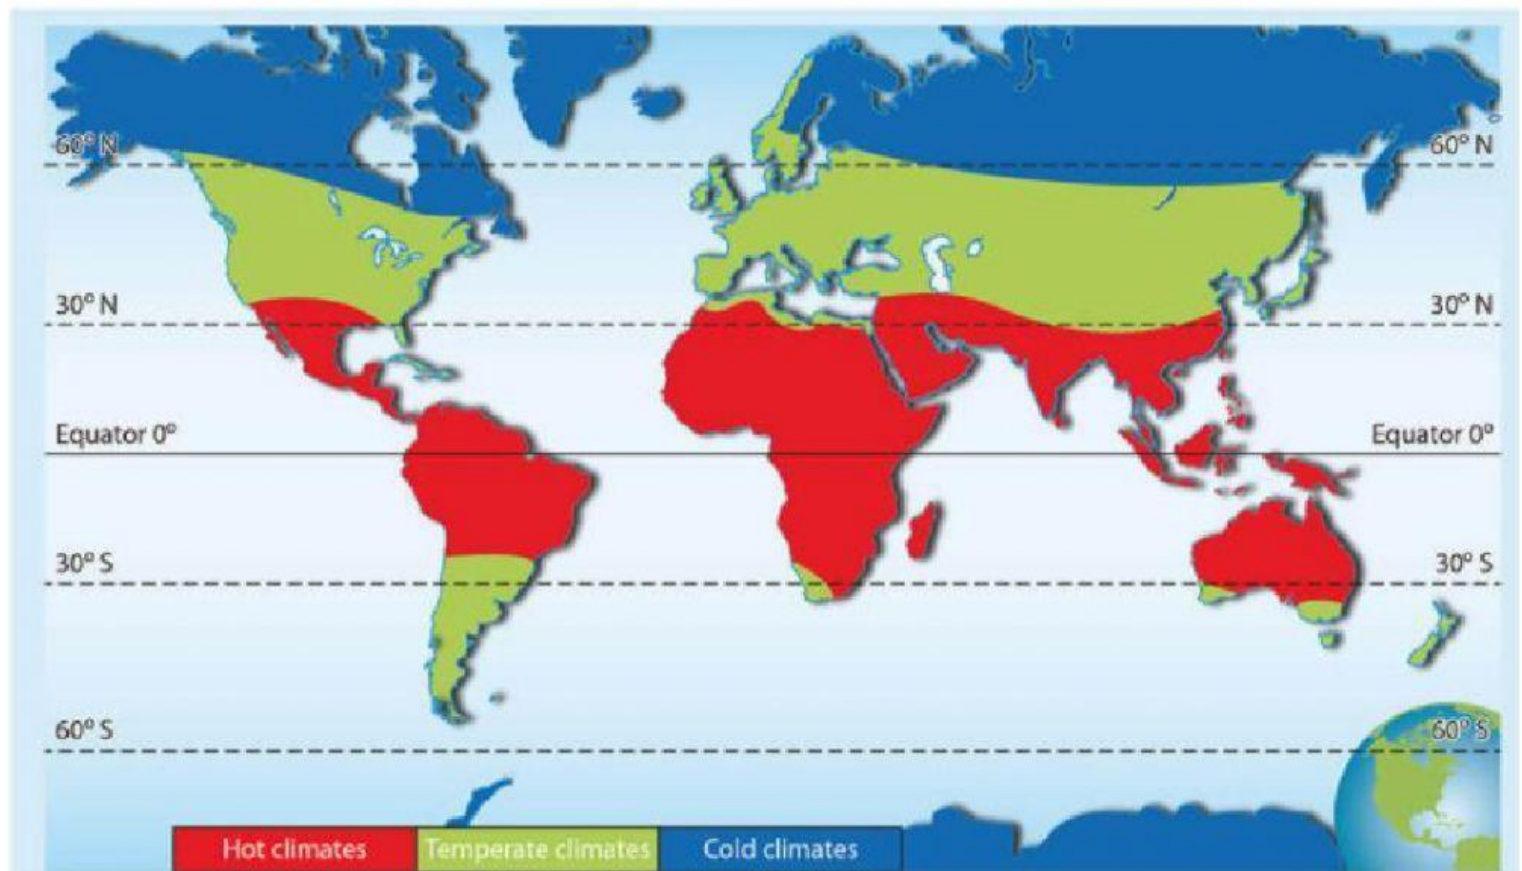 60° N
60° N
30° N
30° N
Equator 0°
Equator 0°
30° S
30° S
60° S
60° S
Hot climates
Temperate climates
Cold climates